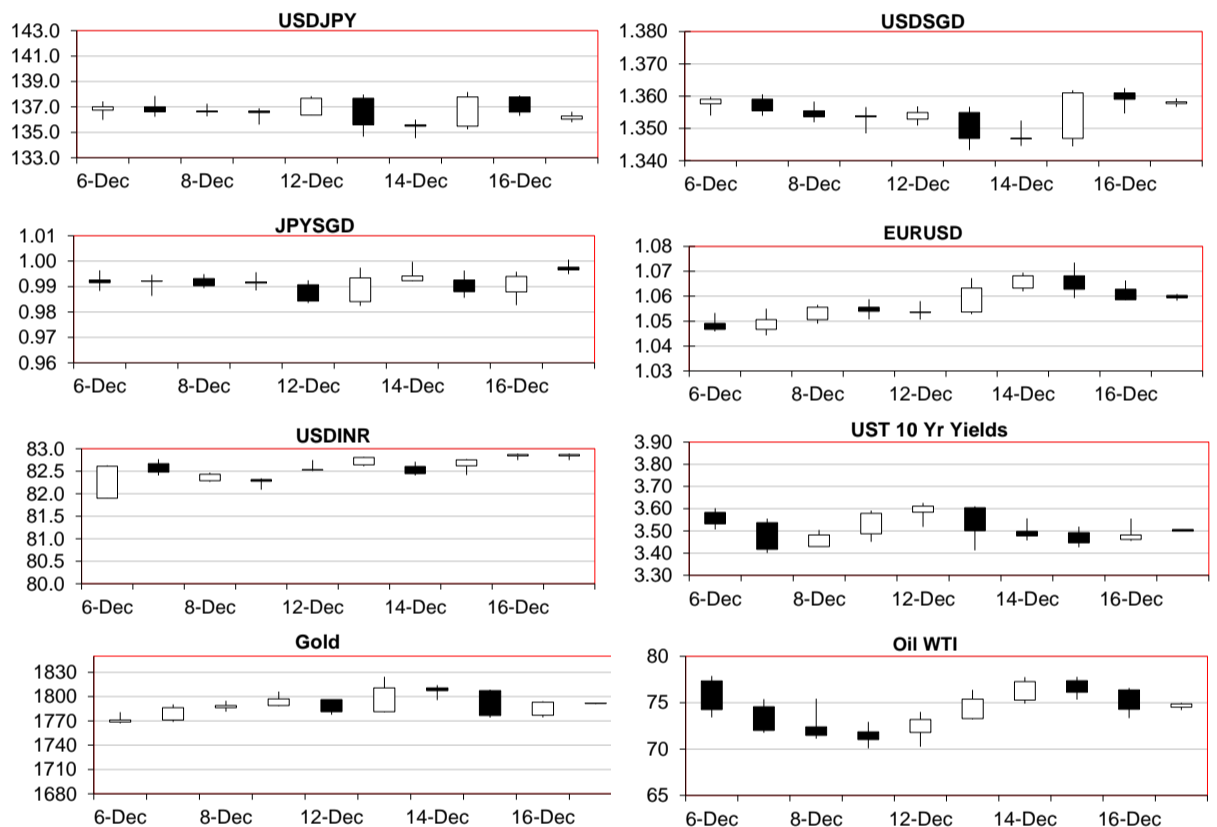 USDJPY
143.0
141.0
139.0
137.0
135.0
133.0
6-Dec 8-Dec 12-Dec 14-Dec 16-Dec
USDSGD
1.380
1.370
1.360
1.350
1.340
6-Dec 8-Dec 12-Dec 14-Dec 16-Dec
JPYSGD
1.01
1.00
0.99
0.98
0.97
0.96
6-Dec 8-Dec 12-Dec 14-Dec 16-Dec
EURUSD
1.08
1.07
1.06
1.05
1.04
1.03
6-Dec 8-Dec 12-Dec 14-Dec 16-Dec
USDINR
83.0
82.5
82.0
81.5
81.0
80.5
80.0
6-Dec 8-Dec 12-Dec 14-Dec 16-Dec
UST 10 Yr Yields
3.90
3.80
3.70
3.60
3.50
3.40
3.30
6-Dec 8-Dec 12-Dec 14-Dec 16-Dec
Gold
1830
1800
1770
1740
1710
1680
6-Dec 8-Dec 12-Dec 14-Dec 16-Dec
Oil WTI
80
75
70
65
6-Dec 8-Dec 12-Dec 14-Dec 16-Dec